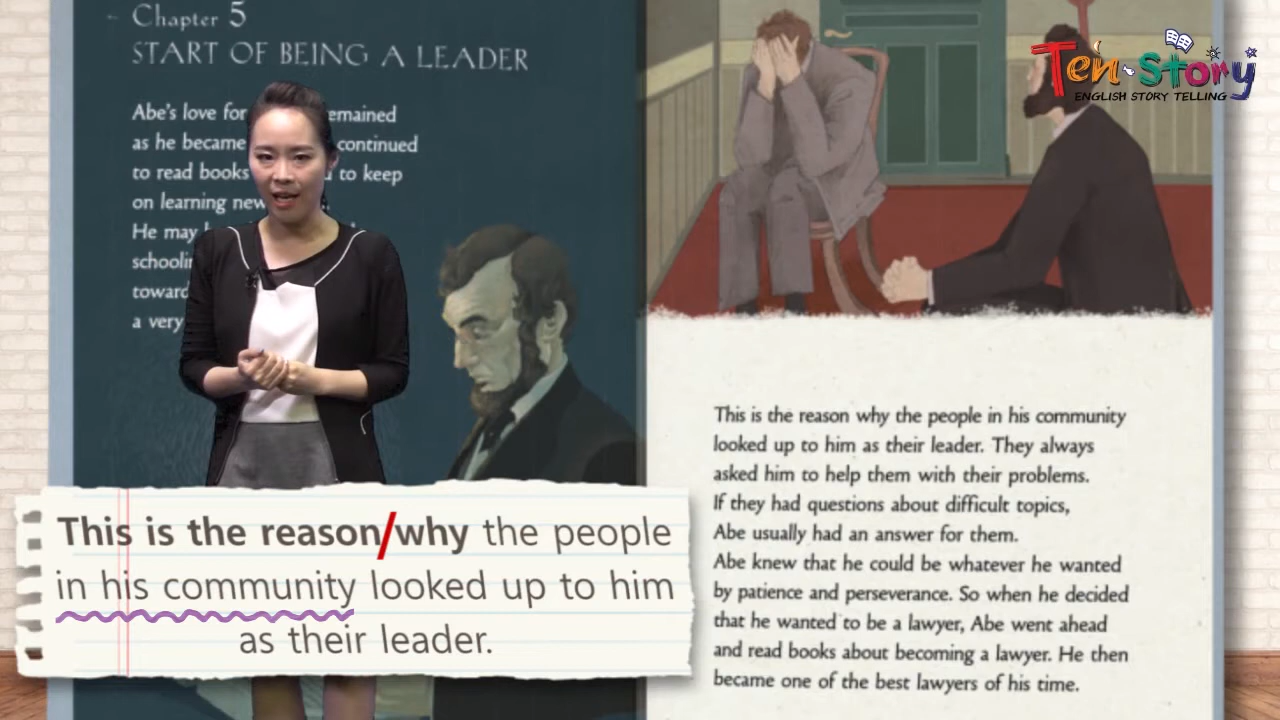 Chapter 5
START OF BEING A LEADER
Abe's love for emained
as he became continued
to read books to keep
on learning new
He may
schoolin
toward
a very
Ten Story
ENGLISH STORY TELLING
This is the reason why the people in his community
looked up to him as their leader. They always
asked him to help them with their problems.
If they had questions about difficult topics,
Abe usually had an answer for them.
Abe knew that he could be whatever he wanted
by patience and perseverance. So when he decided
that he wanted to be a lawyer, Abe went ahead
and read books about becoming a lawyer. He then
became one of the best lawyers of his time.
This is the reason/why the people
in his community looked up to him
as their leader.